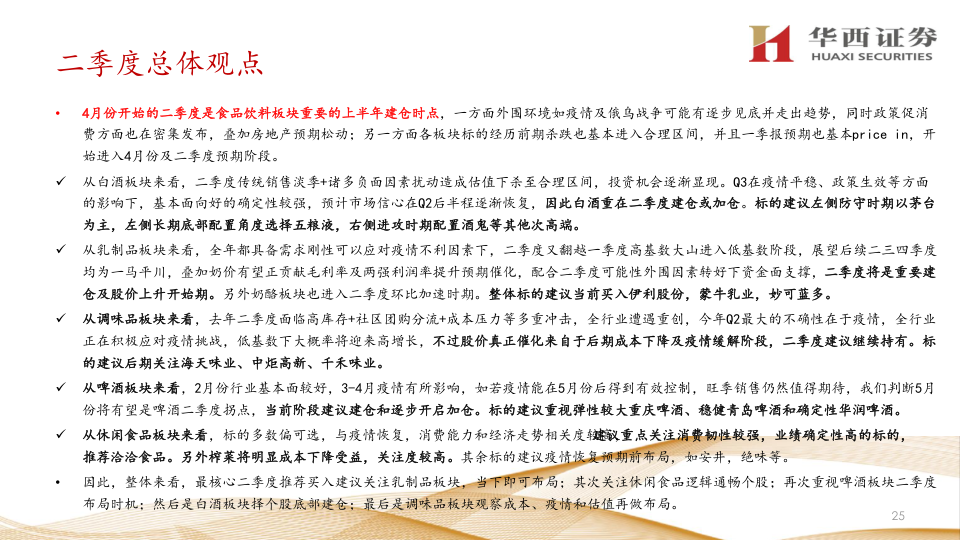 华西证券
HUAXI SECURITIES
二季度总体观点
• 4月份开始的二季度是食品饮料板块重要的上半年建仓时点，一方面外围环境如疫情及俄乌战争可能有逐步见底并走出趋势，同时政策促消
费方面也在密集发布，叠加房地产预期松动；另一方面各板块标的经历前期杀跌也基本进入合理区间，并且一季报预期也基本price in，开
始进入4月份及二季度预期阶段。
✓ 从白酒板块来看，二季度传统销售淡季+诸多负面因素扰动造成估值下杀至合理区间，投资机会逐渐显现。Q3在疫情平稳、政策生效等方面
的影响下，基本面向好的确定性较强，预计市场信心在Q2后半程逐渐恢复，因此白酒重在二季度建仓或加仓。标的建议左侧防守时期以茅台
为主，左侧长期底部配置角度选择五粮液，右侧进攻时期配置酒鬼等其他次高端。
✓ 从乳制品板块来看，全年都具备需求刚性可以应对疫情不利因素下，二季度又翻越一季度高基数大山进入低基数阶段，展望后续二三四季度
均为一马平川，叠加奶价有望正贡献毛利率及两强利润率提升预期催化，配合二季度可能性外围因素转好下资金面支撑，二季度将是重要建
仓及股价上升开始期。另外奶酪板块也进入二季度环比加速时期。整体标的建议当前买入伊利股份，蒙牛乳业，妙可蓝多。
✓ 从调味品板块来看，去年二季度面临高库存+社区团购分流+成本压力等多重冲击，全行业遭遇重创，今年Q2最大的不确性在于疫情，全行业
正在积极应对疫情挑战，低基数下大概率将迎来高增长，不过股价真正催化来自于后期成本下降及疫情缓解阶段，二季度建议继续持有。标
的建议后期关注海天味业、中炬高新、千禾味业。
✓ 从啤酒板块来看，2月份行业基本面较好，3-4月疫情有所影响，如若疫情能在5月份后得到有效控制，旺季销售仍然值得期待，我们判断5月
份将有望是啤酒二季度拐点，当前阶段建议建仓和逐步开启加仓。标的建议重视弹性较大重庆啤酒、稳健青岛啤酒和确定性华润啤酒。
✓ 从休闲食品板块来看，标的多数偏可选，与疫情恢复，消费能力和经济走势相关度较 建议重点关注消费韧性较强，业绩确定性高的标的，
推荐洽洽食品。另外榨菜将明显成本下降受益，关注度较高。其余标的建议疫情恢复预期前布局，如安井，绝味等。
• 因此，整体来看，最核心二季度推荐买入建议关注乳制品板块，当下即可布局；其次关注休闲食品逻辑通畅个股；再次重视啤酒板块二季度
布局时机；然后是白酒板块择个股底部建仓；最后是调味品板块观察成本、疫情和估值再做布局。
25